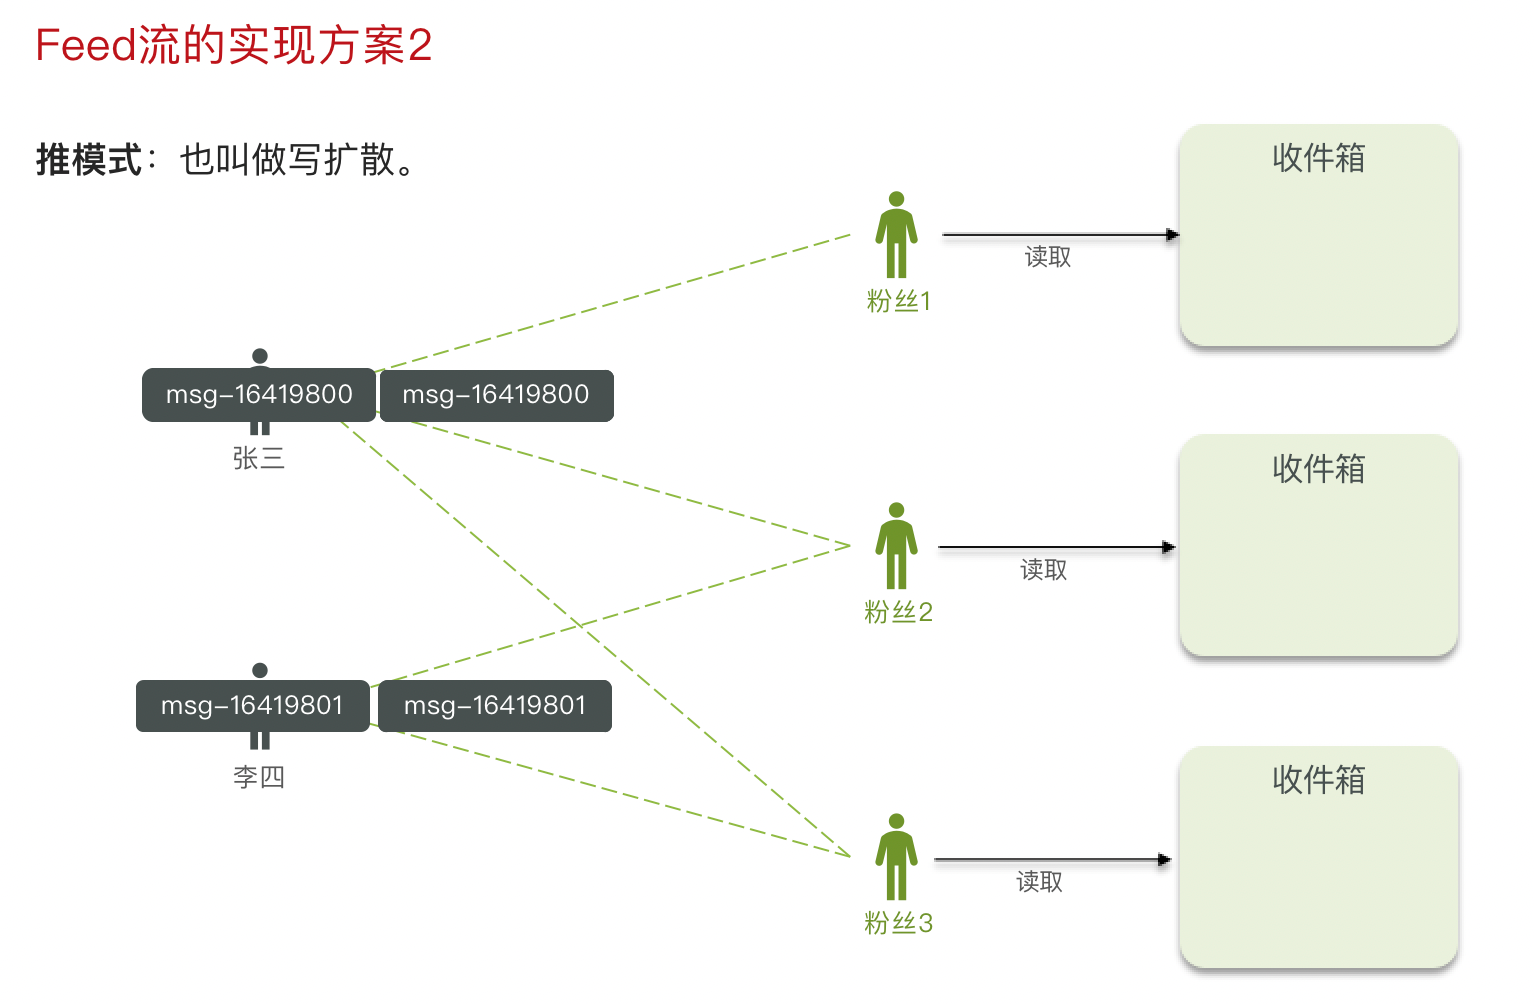 Feed流的实现方案2
推模式：也叫做写扩散。
收件箱
读取
粉丝1
msg-16419800 msg-16419800
张三
收件箱
读取
粉丝2
msg-16419801 msg-16419801
李四
收件箱
读取
粉丝3